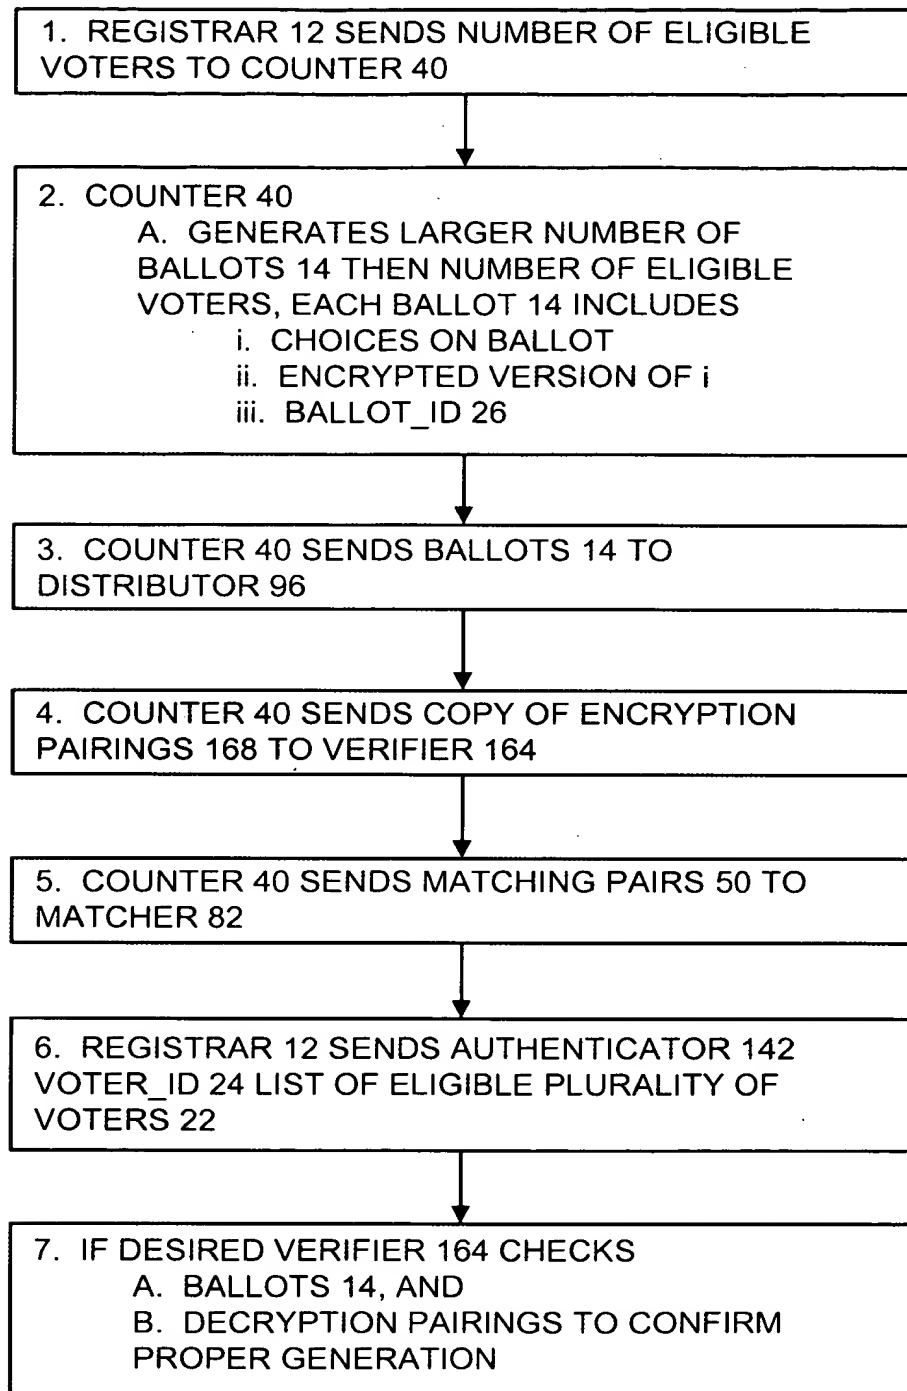 1. REGISTRAR 12 SENDS NUMBER OF ELIGIBLE
VOTERS TO COUNTER 40
2. COUNTER 40
A. GENERATES LARGER NUMBER OF
BALLOTS 14 THEN NUMBER OF ELIGIBLE
VOTERS, EACH BALLOT 14 INCLUDES
i. CHOICES ON BALLOT
ii. ENCRYPTED VERSION OF i
iii. BALLOT_ID 26
3. COUNTER 40 SENDS BALLOTS 14 TO
DISTRIBUTOR 96
4. COUNTER 40 SENDS COPY OF ENCRYPTION
PAIRINGS 168 TO VERIFIER 164
5. COUNTER 40 SENDS MATCHING PAIRS 50 TO
MATCHER 82
6. REGISTRAR 12 SENDS AUTHENTICATOR 142
VOTER_ID 24 LIST OF ELIGIBLE PLURALITY OF
VOTERS 22
7. IF DESIRED VERIFIER 164 CHECKS
A. BALLOTS 14, AND
B. DECRYPTION PAIRINGS TO CONFIRM
PROPER GENERATION